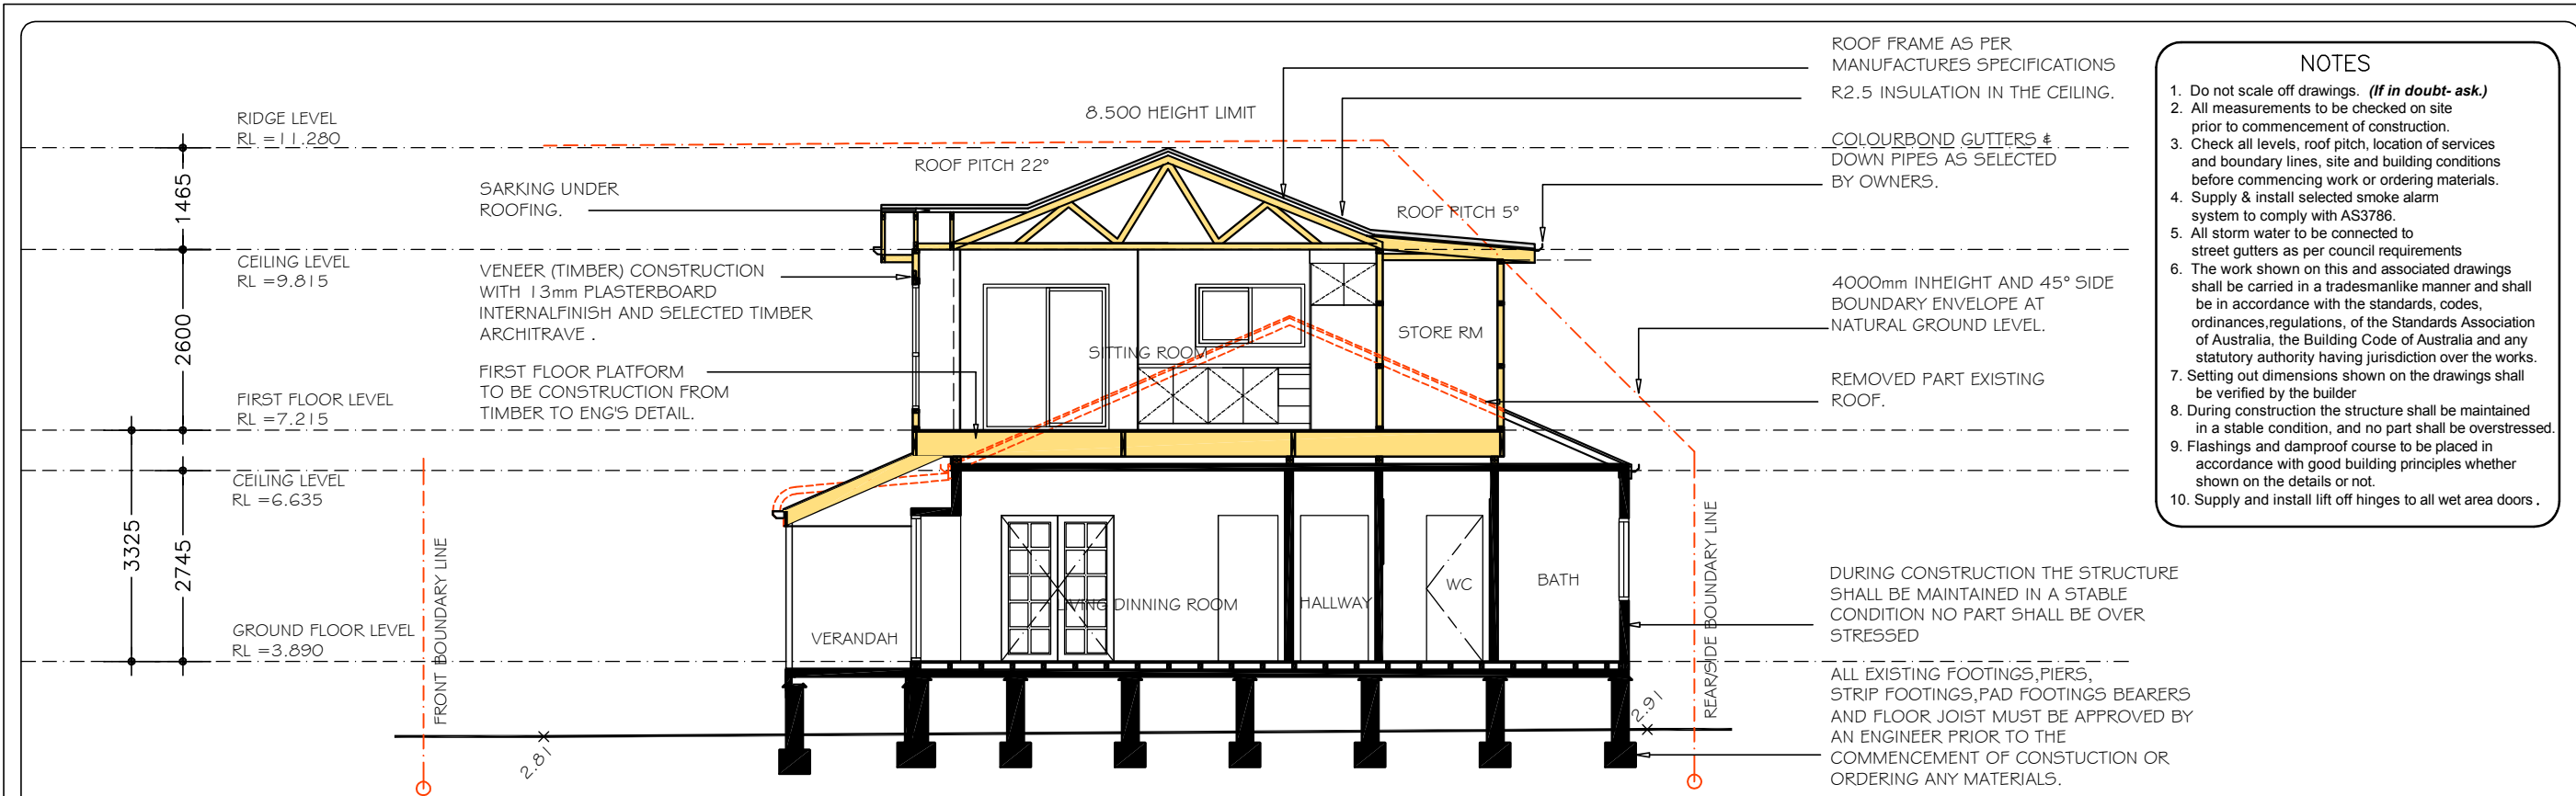 RIDGE LEVEL
RL =11.280
1465
CEILING LEVEL
RL =9.815
2600
FIRST FLOOR LEVEL
RL =7.215
CEILING LEVEL
RL =6.635
3325
2745
GROUND FLOOR LEVEL
RL =3.890
FRONT BOUNDARY LINE
2.81
SARKING UNDER
ROOFING.
VENEER (TIMBER) CONSTRUCTION
WITH 13mm PLASTERBOARD
INTERNALFINISH AND SELECTED TIMBER
ARCHITRAVE .
FIRST FLOOR PLATFORM
TO BE CONSTRUCTION FROM
TIMBER TO ENG'S DETAIL.
8.500 HEIGHT LIMIT
ROOF PITCH 22°
ROOF PITCH 5°
SITTING ROOM
STORE RM
VERANDAH
LIVING DINNING ROOM
HALLWAY
WC
BATH
2.91
REAR/SIDE BOUNDARY LINE
ROOF FRAME AS PER
MANUFACTURES SPECIFICATIONS
R2.5 INSULATION IN THE CEILING.
COLOURBOND GUTTERS &
DOWN PIPES AS SELECTED
BY OWNERS.
4000mm INHEIGHT AND 45° SIDE
BOUNDARY ENVELOPE AT
NATURAL GROUND LEVEL.
REMOVED PART EXISTING
ROOF.
DURING CONSTRUCTION THE STRUCTURE
SHALL BE MAINTAINED IN A STABLE
CONDITION NO PART SHALL BE OVER
STRESSED
ALL EXISTING FOOTINGS,PIERS,
STRIP FOOTINGS,PAD FOOTINGS BEARERS
AND FLOOR JOIST MUST BE APPROVED BY
AN ENGINEER PRIOR TO THE
COMMENCEMENT OF CONSTUCTION OR
ORDERING ANY MATERIALS.
NOTES
1. Do not scale off drawings. (If in doubt- ask.)
2. All measurements to be checked on site
prior to commencement of construction.
3. Check all levels, roof pitch, location of services
and boundary lines, site and building conditions
before commencing work or ordering materials.
4. Supply & install selected smoke alarm
system to comply with AS3786.
5. All storm water to be connected to
street gutters as per council requirements
6. The work shown on this and associated drawings
shall be carried in a tradesmanlike manner and shall
be in accordance with the standards, codes,
ordinances,regulations, of the Standards Association
of Australia, the Building Code of Australia and any
statutory authority having jurisdiction over the works.
7. Setting out dimensions shown on the drawings shall
be verified by the builder
8. During construction the structure shall be maintained
in a stable condition, and no part shall be overstressed.
9. Flashings and damproof course to be placed in
accordance with good building principles whether
shown on the details or not.
10. Supply and install lift off hinges to all wet area doors .